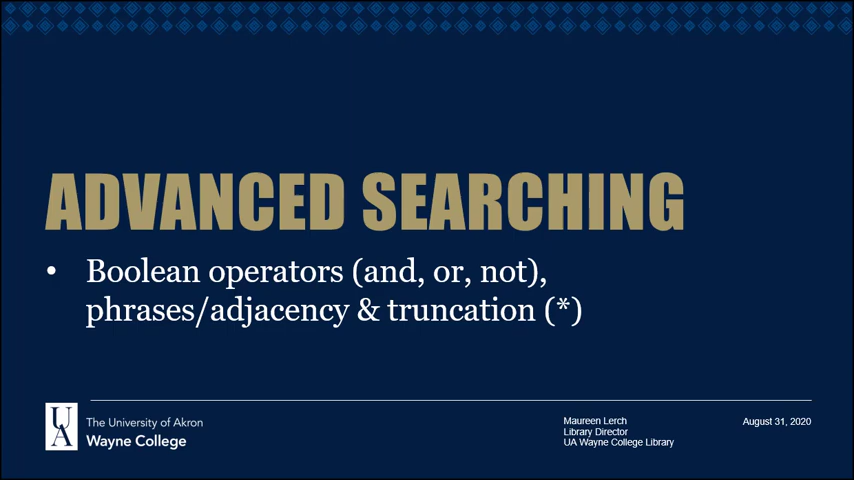 ADVANCED SEARCHING
• Boolean operators (and, or, not),
phrases/adjacency & truncation (*)
UA
The University of Akron
Wayne College
Maureen Lerch
Library Director
UA Wayne College Library
August 31, 2020